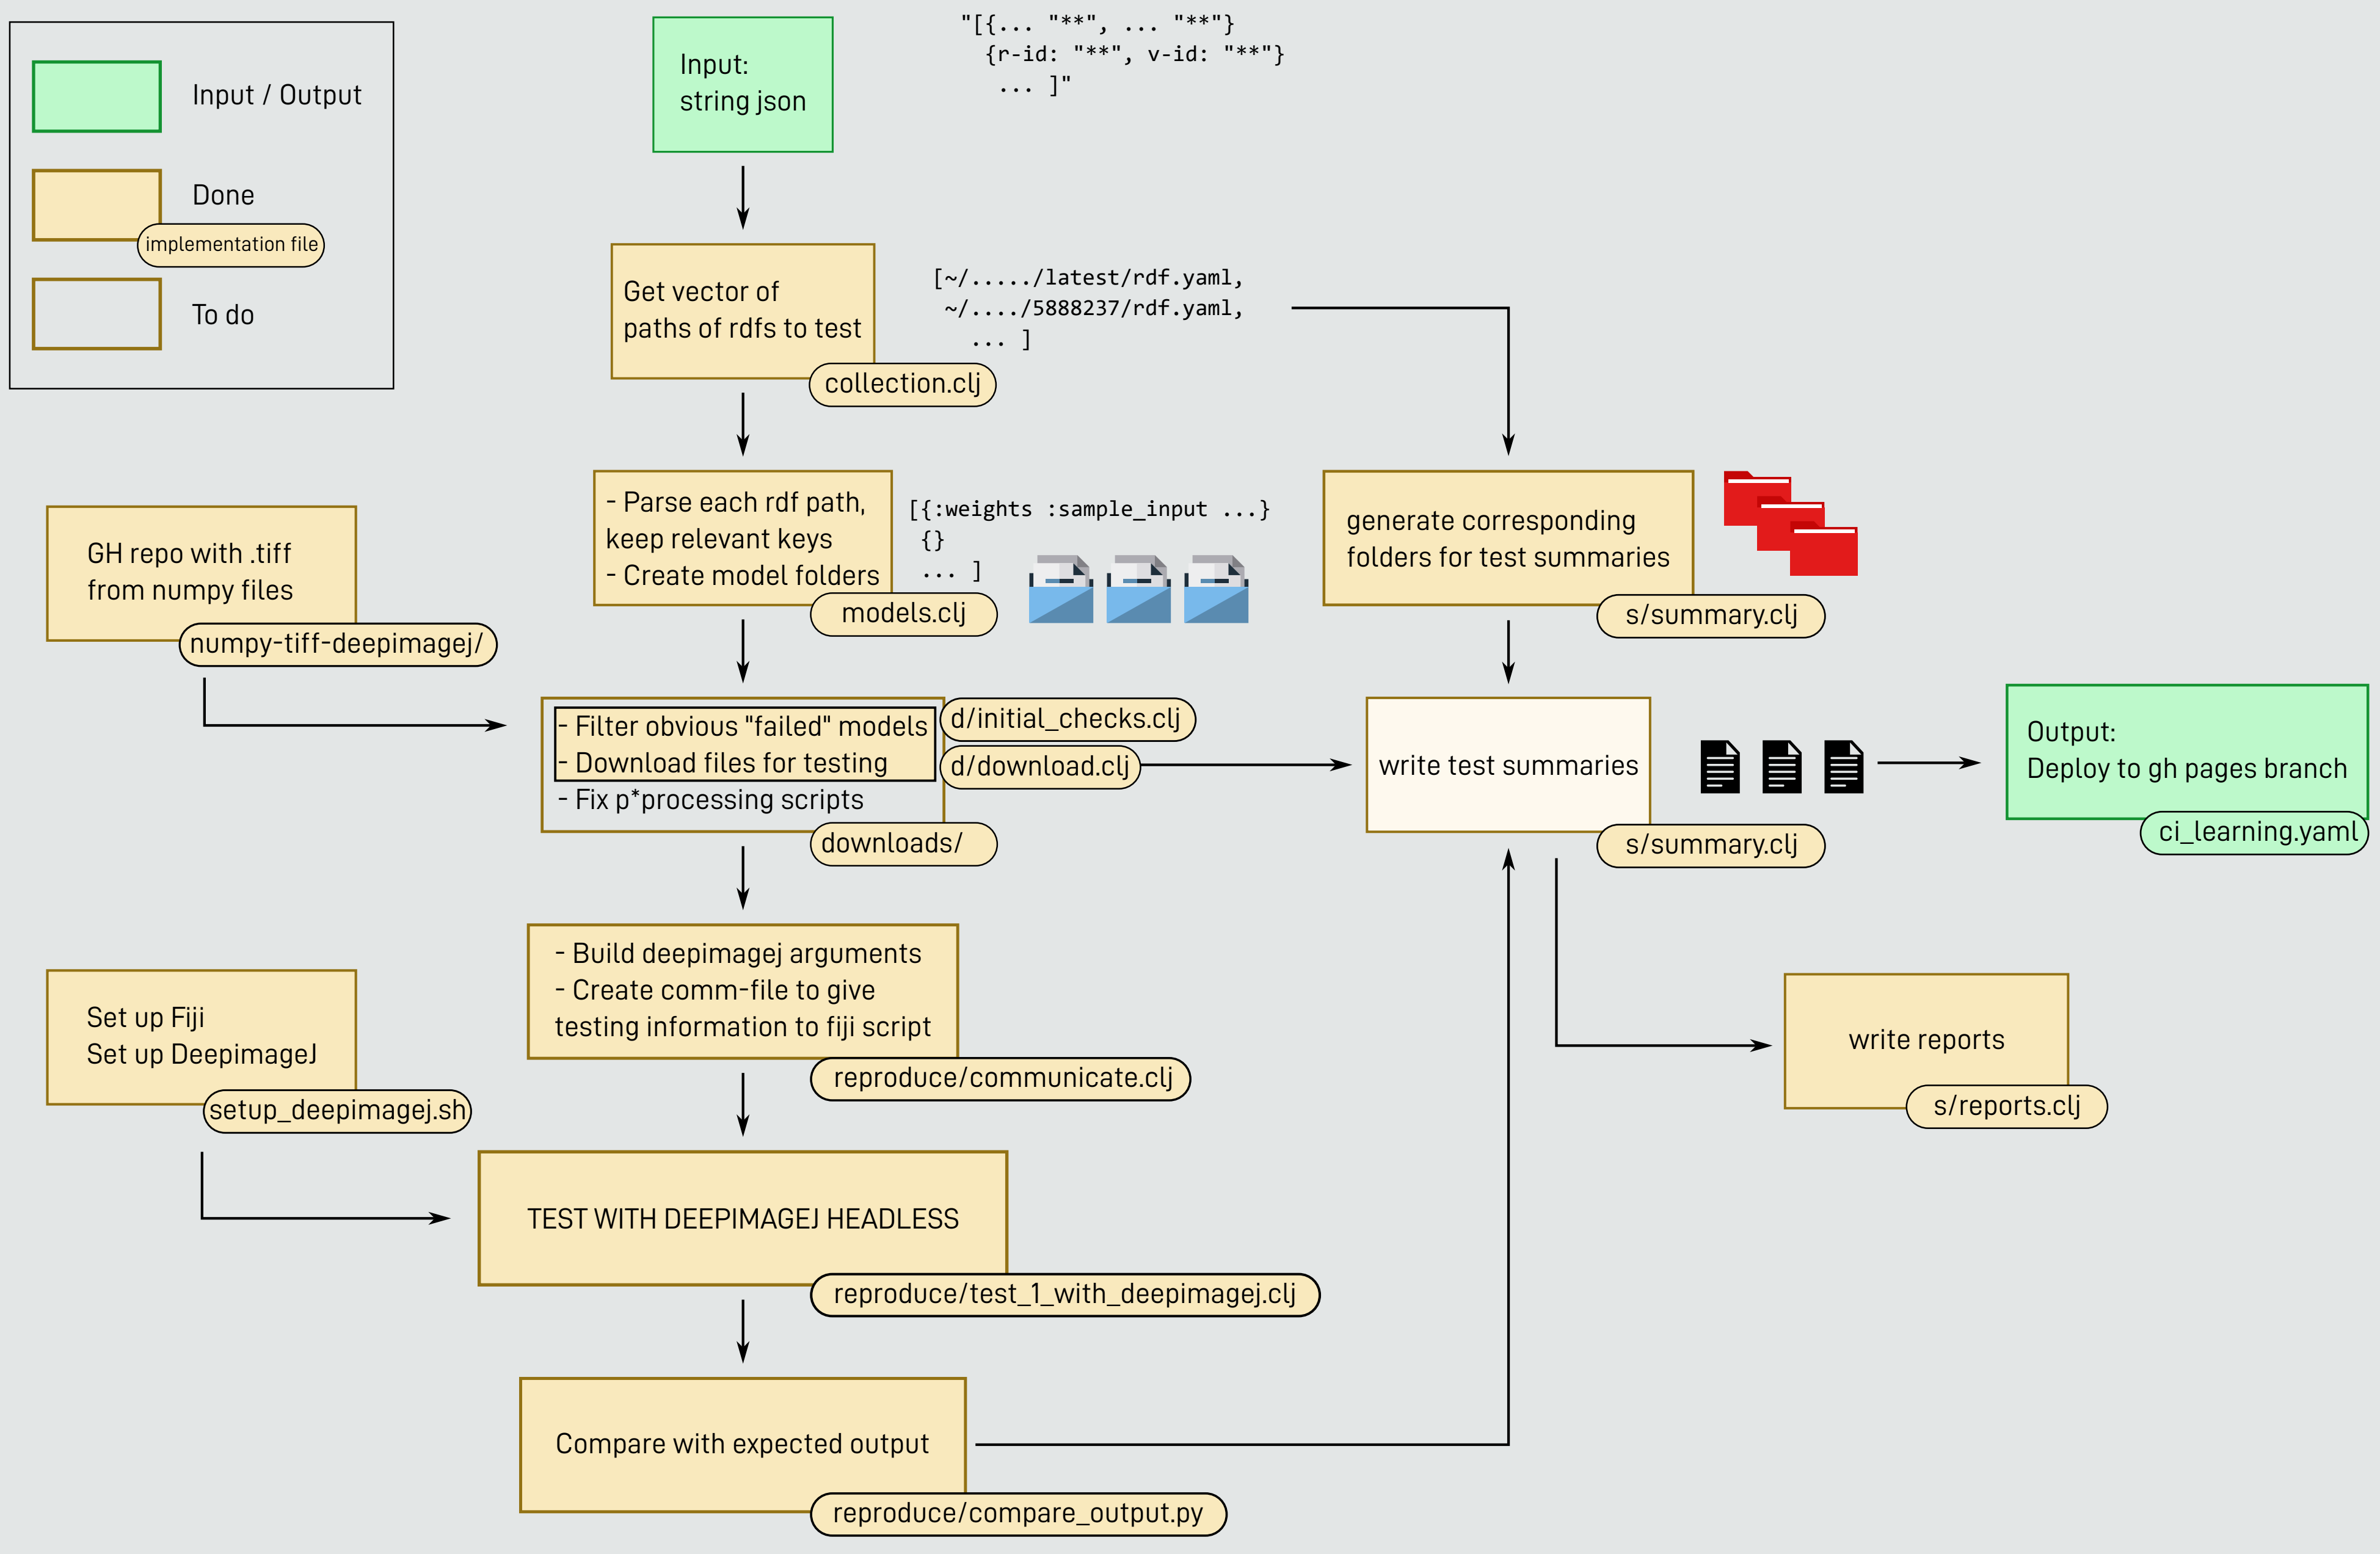 Input / Output
Done
implementation file
To do
Input:
string json
"[{... "**", ... "**"}
{r-id: "**", v-id: "**"}
... ]"
Get vector of
paths of rdfs to test
collection.clj
[~/...../latest/rdf.yaml,
~/..../5888237/rdf.yaml,
... ]
- Parse each rdf path,
keep relevant keys
- Create model folders
models.clj
[{:weights :sample_input ...}
{}
... ]
generate corresponding
folders for test summaries
s/summary.clj
GH repo with .tiff
from numpy files
numpy-tiff-deepimagej/
- Filter obvious "failed" models
- Download files for testing
- Fix p*processing scripts
d/initial_checks.clj
d/download.clj
downloads/
write test summaries
s/summary.clj
Output:
Deploy to gh pages branch
ci_learning.yaml
- Build deepimagej arguments
- Create comm-file to give
testing information to fiji script
reproduce/communicate.clj
Set up Fiji
Set up DeepimageJ
setup_deepimagej.sh
write reports
s/reports.clj
TEST WITH DEEPIMAGEJ HEADLESS
reproduce/test_1_with_deepimagej.clj
Compare with expected output
reproduce/compare_output.py